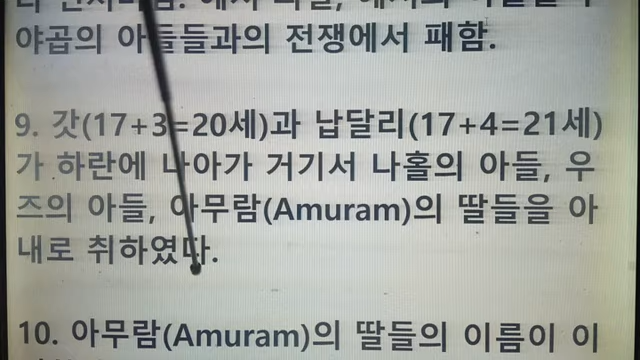 야곱의 아들들과의 전쟁에서 패함.
9. 갓(17+3=20세)과 납달리(17+4=21세)
가 하란에 나아가 거기서 나홀의 아들, 우
즈의 아들, 아무람(Amuram)의 딸들을 아
내로 취하였다.
10. 아무람(Amuram)의 딸들의 이름이 이